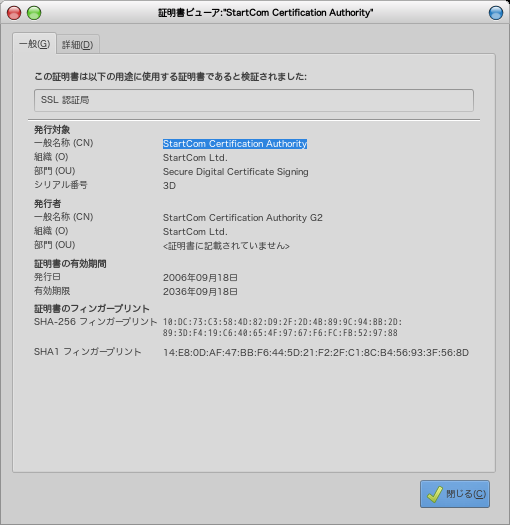 証明書ビューア:"StartCom Certification Authority"
一般(G) 詳細(D)
この証明書は以下の用途に使用する証明書であると検証されました:
SSL 認証局
発行対象
一般名称 (CN) StartCom Certification Authority
組織 (O) StartCom Ltd.
部門 (OU) Secure Digital Certificate Signing
シリアル番号 3D
発行者
一般名称 (CN) StartCom Certification Authority G2
組織 (O) StartCom Ltd.
部門 (OU) <証明書に記載されていません>
証明書の有効期間
発行日 2006年09月18日
有効期限 2036年09月18日
証明書のフィンガープリント
SHA-256 フィンガープリント 10:DC:73:C3:58:4D:82:D9:2F:2D:4B:89:9C:94:BB:2D:
89:3D:F4:19:C6:40:65:4F:97:67:F6:FC:FB:52:97:88
SHA1 フィンガープリント 14:E8:0D:AF:47:BB:F6:44:5D:21:F2:2F:C1:8C:B4:56:93:3F:56:8D
閉じる(C)